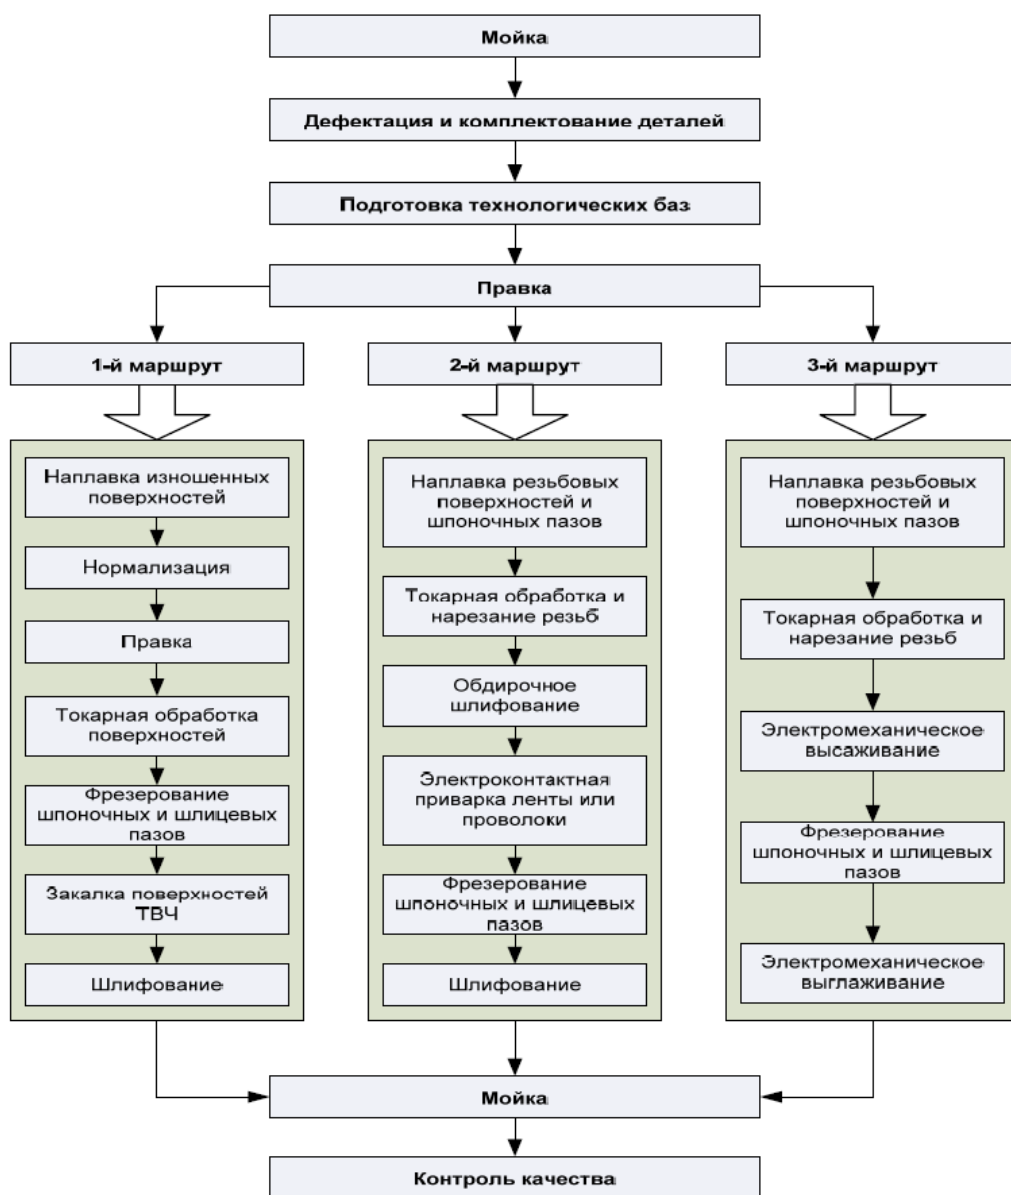 Мойка
Дефектация и комплектование деталей
Подготовка технологических баз
Правка
1-й маршрут
2-й маршрут
3-й маршрут
Наплавка изношенных
поверхностей
Нормализация
Правка
Токарная обработка
поверхностей
Фрезерование
шпоночных и шлицевых
пазов
Закалка поверхностей
ТВЧ
Шлифование
Наплавка резьбовых
поверхностей и
шпоночных пазов
Токарная обработка и
нарезание резьб
Обдирочное
шлифование
Электроконтактная
приварка ленты или
проволоки
Фрезерование
шпоночных и шлицевых
пазов
Шлифование
Наплавка резьбовых
поверхностей и
шпоночных пазов
Токарная обработка и
нарезание резьб
Электромеханическое
высаживание
Фрезерование
шпоночных и шлицевых
пазов
Электромеханическое
выглаживание
Мойка
Контроль качества